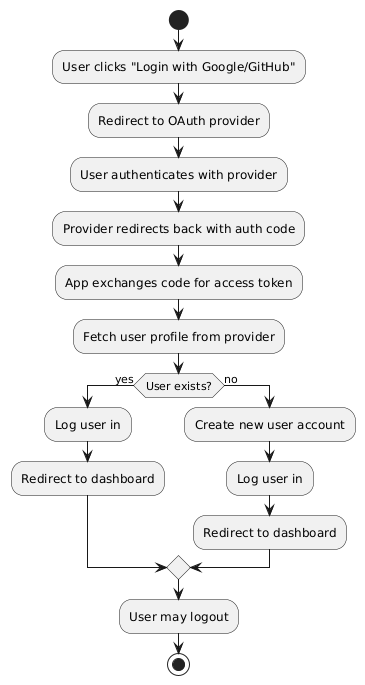 User clicks "Login with Google/GitHub"
Redirect to OAuth provider
User authenticates with provider
Provider redirects back with auth code
App exchanges code for access token
Fetch user profile from provider
yes
User exists?
no
Log user in
Redirect to dashboard
Create new user account
Log user in
Redirect to dashboard
User may logout